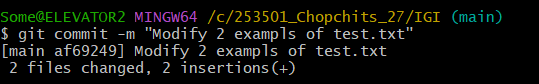 Some@ELEVATOR2 MINGW64 /c/253501_Chopchits_27/IGI (main)
$ git commit -m "Modify 2 exampls of test.txt"
[main af69249] Modify 2 exampls of test.txt
 2 files changed, 2 insertions(+)